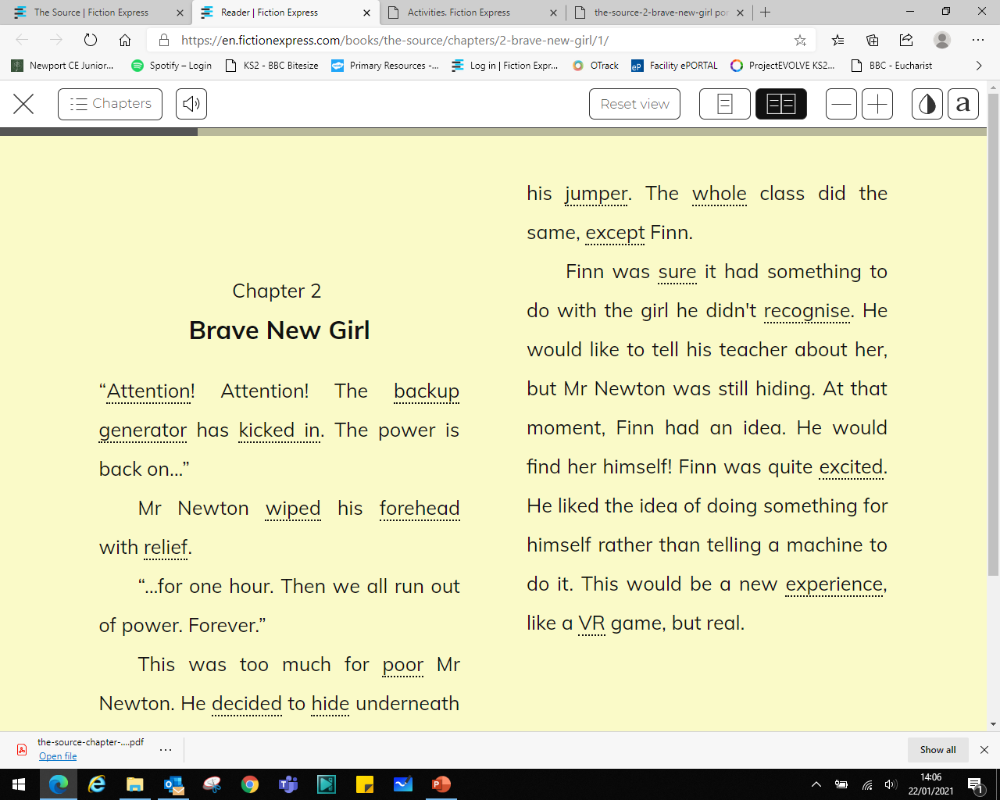 The Source | Fiction Express
Reader | Fiction Express
Activities. Fiction Express
the-source-2-brave-new-girl por
https://en.fictionexpress.com/books/the-source/chapters/2-brave-new-girl/1/
Newport CE Junior...
Spotify – Login
KS2 - BBC Bitesize
Primary Resources -...
Log in | Fiction Expr...
OTrack
eP
Facility ePORTAL
ProjectEVOLVE KS2...
BBC - Eucharist
Chapters
Reset view
a
Chapter 2
Brave New Girl
“Attention! Attention! The backup
generator has kicked in. The power is
back on...”
Mr Newton wiped his forehead
with relief.
“...for one hour. Then we all run out
of power. Forever.”
This was too much for poor Mr
Newton. He decided to hide underneath
his jumper. The whole class did the
same, except Finn.
Finn was sure it had something to
do with the girl he didn't recognise. He
would like to tell his teacher about her,
but Mr Newton was still hiding. At that
moment, Finn had an idea. He would
find her himself! Finn was quite excited.
He liked the idea of doing something for
himself rather than telling a machine to
do it. This would be a new experience,
like a VR game, but real.
the-source-chapter-....pdf
Open file
Show all
14:06
22/01/2021
1